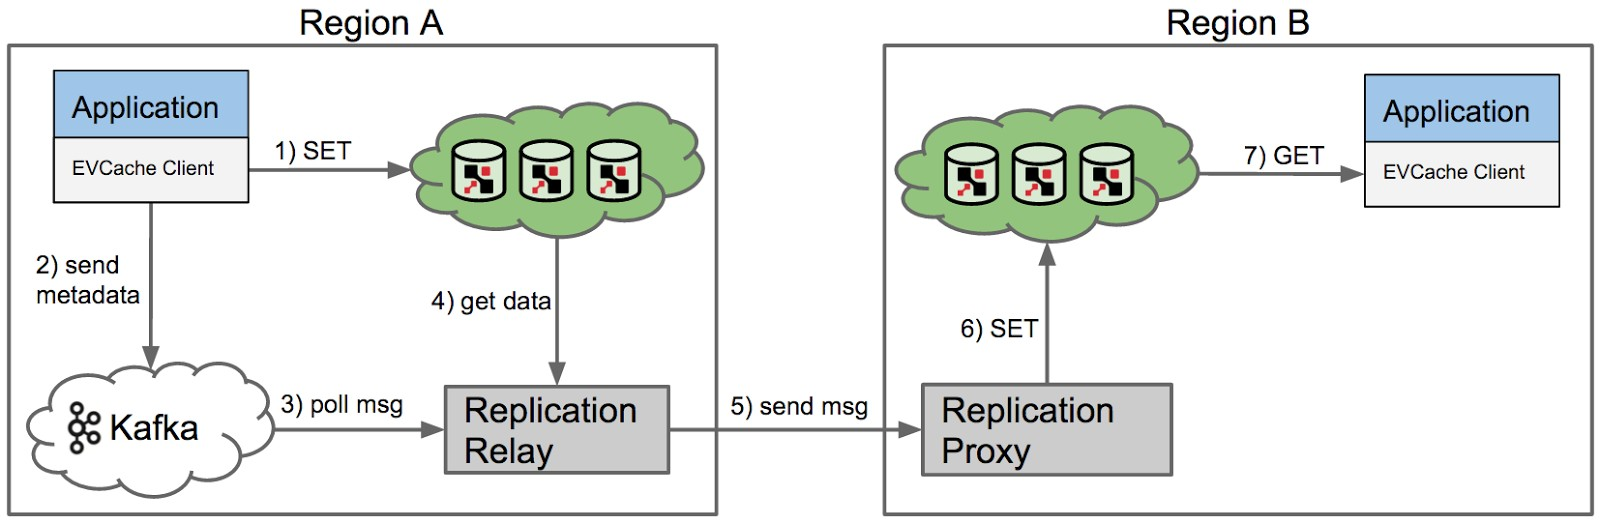 Region A
Region B
Application
EVCache Client
1) SET
2) send
metadata
Kafka
3) poll msg
4) get data
Replication
Relay
5) send msg
Replication
Proxy
6) SET
7) GET
Application
EVCache Client